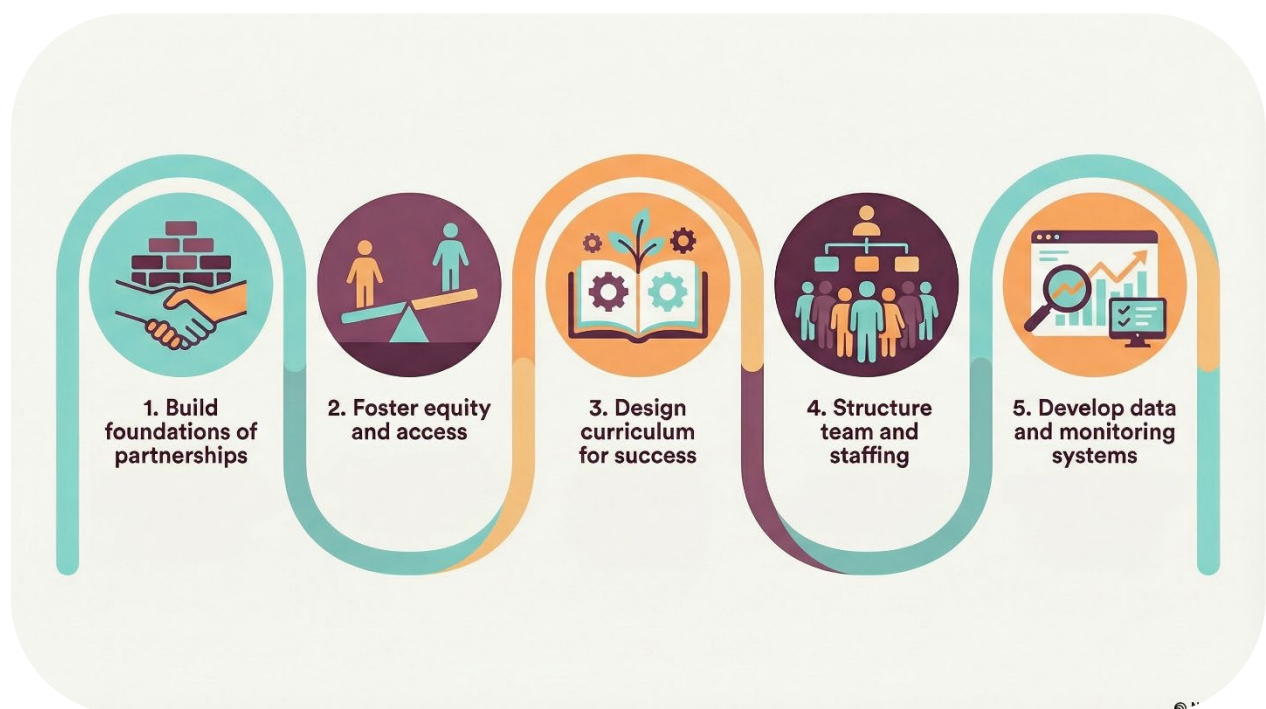 1. Build
foundations of
partnerships
2. Foster equity
and access
3. Design
curriculum
for success
4. Structure
team and
staffing
5. Develop data
and monitoring
systems